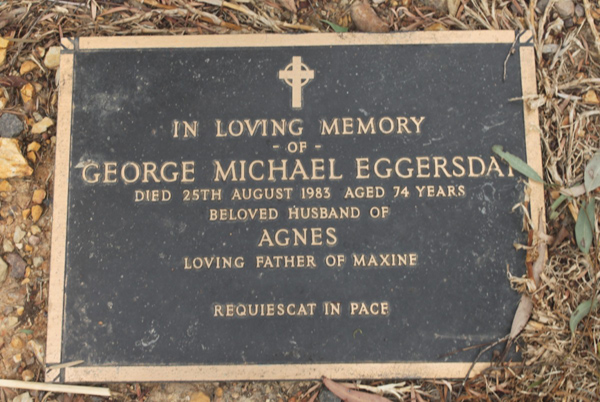 IN LOVING MEMORY
- OF -
GEORGE MICHAEL
DIED 25TH AUGUST 1983 AGED 74 YEARS
BELOVED HUSBAND OF
AGNES
LOVING FATHER OF MAXINE
REQUIESCAT IN PACE